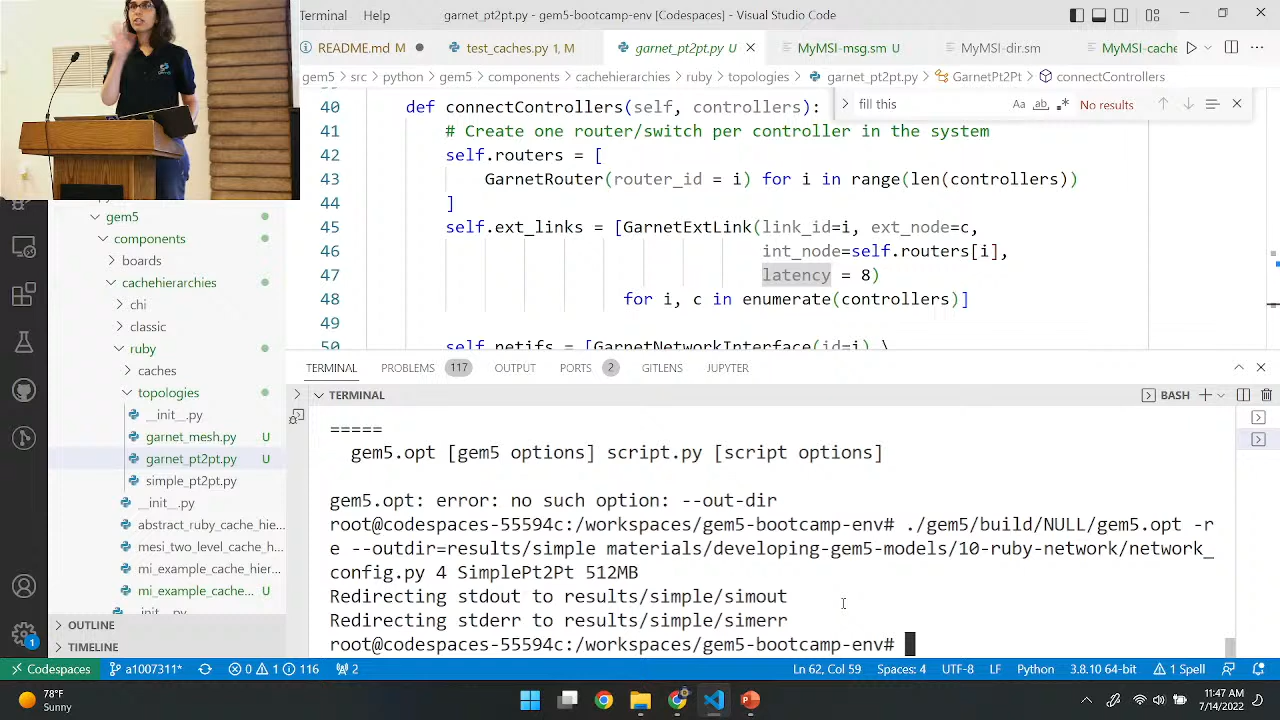 Terminal Help garnet_pt2pt.py - gem5-bootcamp-env [Codespaces] - Visual Studio Cod
README.md M test_caches.py 1, M garnet_pt2pt.py U MyMSI-msg.sm U MyMSI-dir.sm MyMSI-cache
gem5 > src > python > gem5 > components > cachehierarchies > ruby > topologies > garnet_pt2pt.py > GarnetPt2Pt > connectControllers
fill this Aa ab .* No results
40 def connectControllers(self, controllers):
41 # Create one router/switch per controller in the system
42 self.routers = [
43 GarnetRouter(router_id = i) for i in range(len(controllers))
44 ]
45 self.ext_links = [GarnetExtLink(link_id=i, ext_node=c,
46 int_node=self.routers[i],
47 latency = 8)
48 for i, c in enumerate(controllers)]
49
50 self.netifs = [GarnetNetworkInterface(id=i) \
gem5
components
boards
cachehierarchies
chi
classic
ruby
caches
topologies
__init__.py
garnet_mesh.py U
garnet_pt2pt.py U
simple_pt2pt.py
__init__.py
abstract_ruby_cache_hie...
mesi_two_level_cache_h...
mi_example_cache_hier...
mi_example_cache... U
__init__.py
OUTLINE
TIMELINE
TERMINAL PROBLEMS 117 OUTPUT PORTS 2 GITLENS JUPYTER
TERMINAL BASH
=====
gem5.opt [gem5 options] script.py [script options]
gem5.opt: error: no such option: --out-dir
root@codespaces-55594c:/workspaces/gem5-bootcamp-env# ./gem5/build/NULL/gem5.opt -r
e --outdir=results/simple materials/developing-gem5-models/10-ruby-network/network_
config.py 4 SimplePt2Pt 512MB
Redirecting stdout to results/simple/simout
Redirecting stderr to results/simple/simerr
root@codespaces-55594c:/workspaces/gem5-bootcamp-env#
1
Codespaces a1007311* 0 1 116 2 Ln 62, Col 59 Spaces: 4 UTF-8 LF Python 3.8.10 64-bit 1 Spell
78°F
Sunny
11:47 AM
7/14/2022